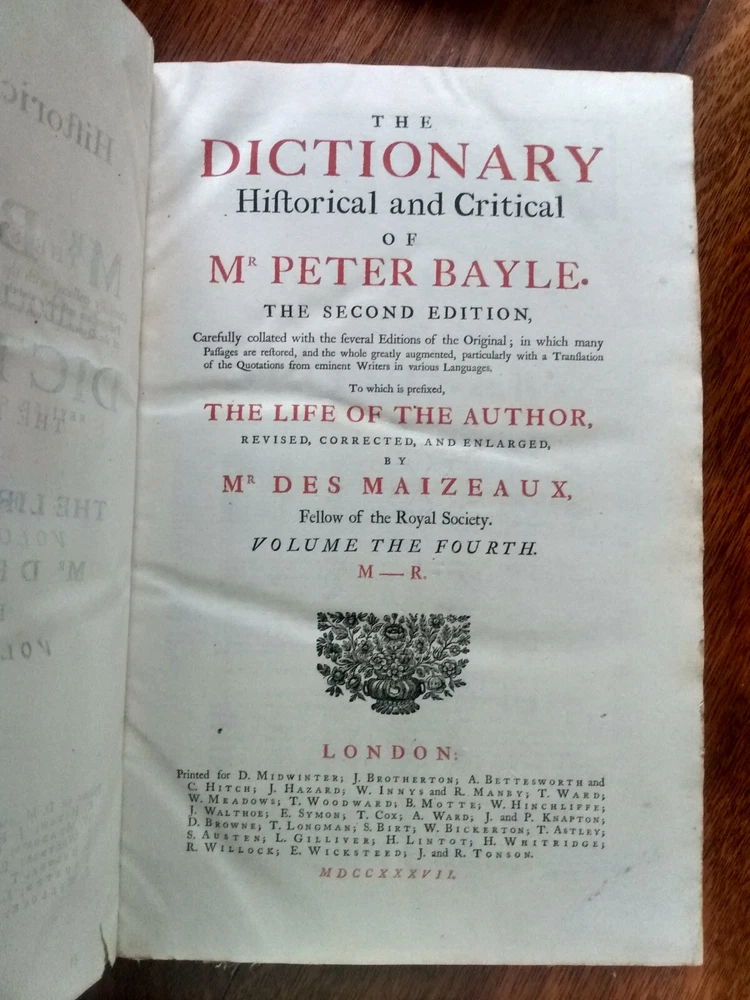 THE
DICTIONARY
Hiſtorical and Critical
OF
Mʀ PETER BAYLE.
THE SECOND EDITION,
Carefully collated with the ſeveral Editions of the Original; in which many
Paſſages are reſtored, and the whole greatly augmented, particularly with a Tranſlation
of the Quotations from eminent Writers in various Languages.
To which is prefixed,
THE LIFE OF THE AUTHOR,
REVISED, CORRECTED, AND ENLARGED,
BY
Mʀ DES MAIZEAUX,
Fellow of the Royal Society.
VOLUME THE FOURTH.
M — R.
LONDON:
Printed for D. MIDWINTER; J. BROTHERTON; A. BETTESWORTH and
C. HITCH; J. HAZARD; W. INNYS and R. MANBY; T. WARD;
W. MEADOWS; T. WOODWARD; B. MOTTE; W. HINCHLIFFE;
J. WALTHOE; E. SYMON; T. COX; A. WARD; J. and P. KNAPTON;
D. BROWNE; T. LONGMAN; S. BIRT; W. BICKERTON; T. ASTLEY;
S. AUSTEN; L. GILLIVER; H. LINTOT; H. WHITRIDGE;
R. WILLOCK; E. WICKSTEED; J. and R. TONSON.
MDCCXXXVII.